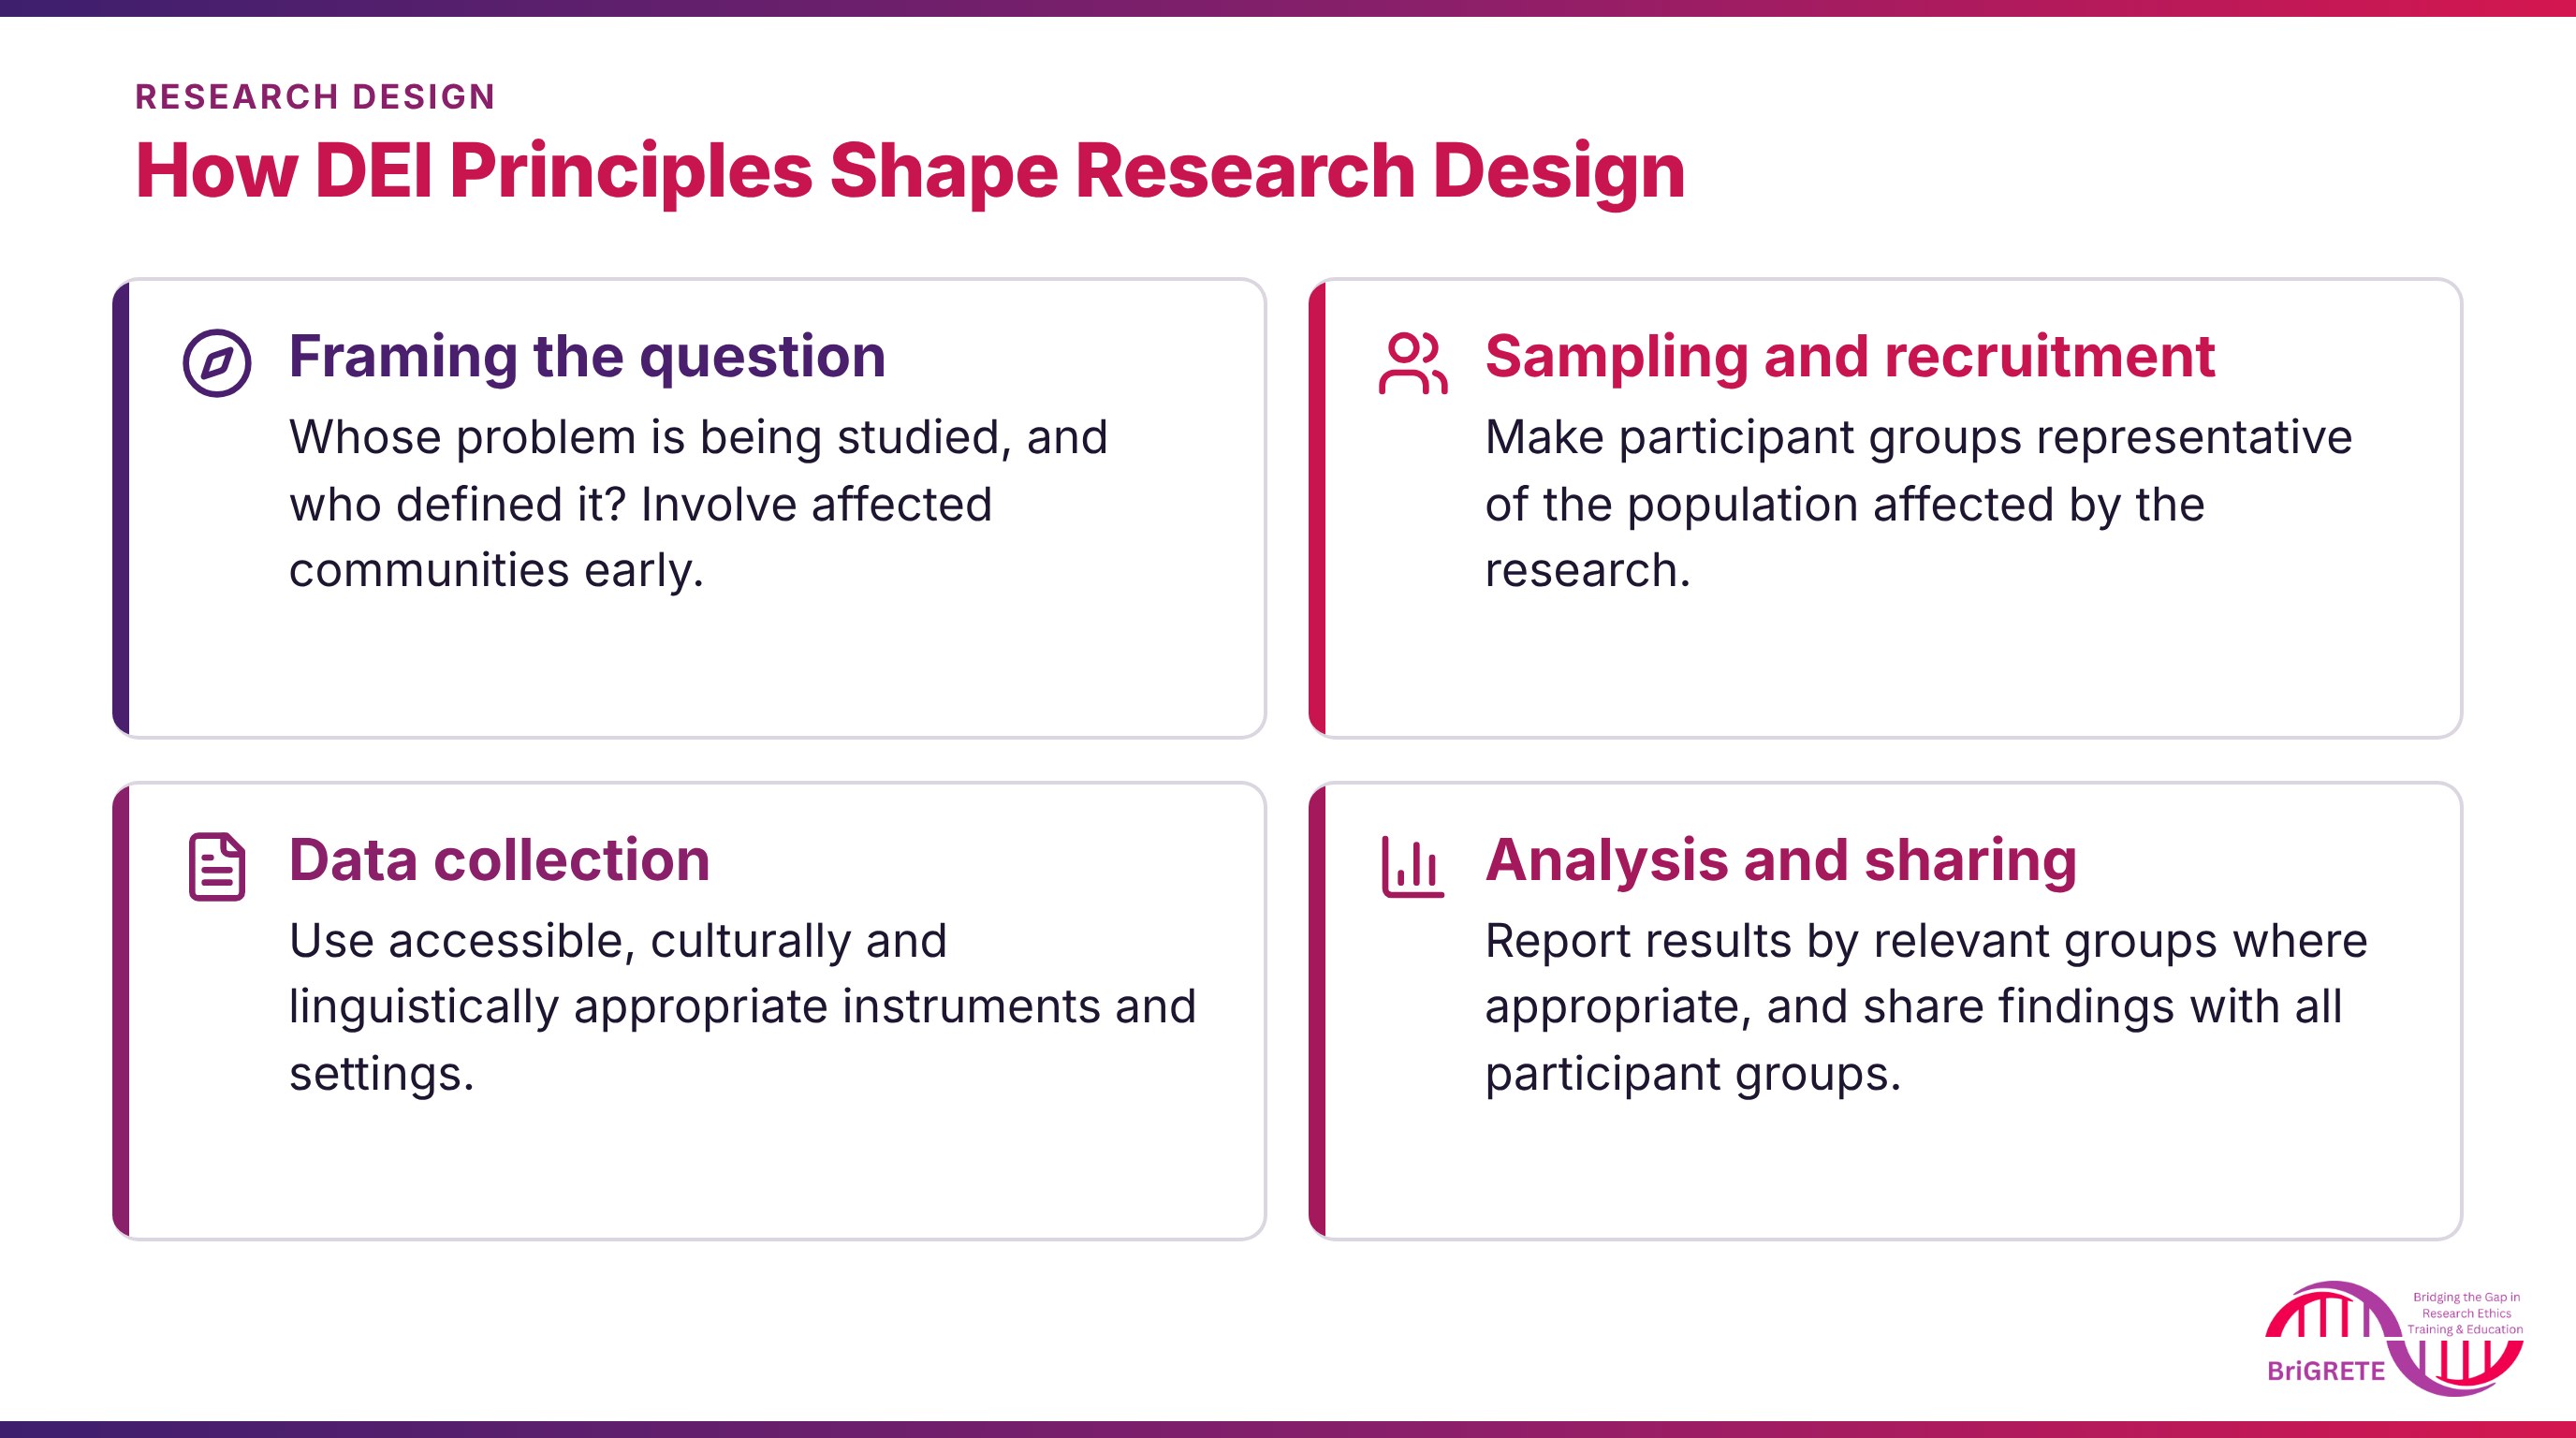 RESEARCH DESIGN
How DEI Principles Shape Research Design
Framing the question
Whose problem is being studied, and
who defined it? Involve affected
communities early.
Sampling and recruitment
Make participant groups representative
of the population affected by the
research.
Data collection
Use accessible, culturally and
linguistically appropriate instruments and
settings.
Analysis and sharing
Report results by relevant groups where
appropriate, and share findings with all
participant groups.
Bridging the Gap in
Research Ethics
Training & Education
BriGRETE